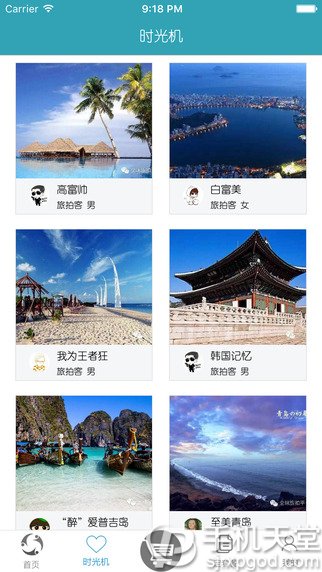 Carrier 9:18 PM
时光机
高富帅
旅拍客 男
白富美
旅拍客 女
我为王者狂
旅拍客 男
韩国记忆
旅拍客 男
“醉”爱普吉岛
至美青岛
首页
时光机
手机天堂
sjapp.com